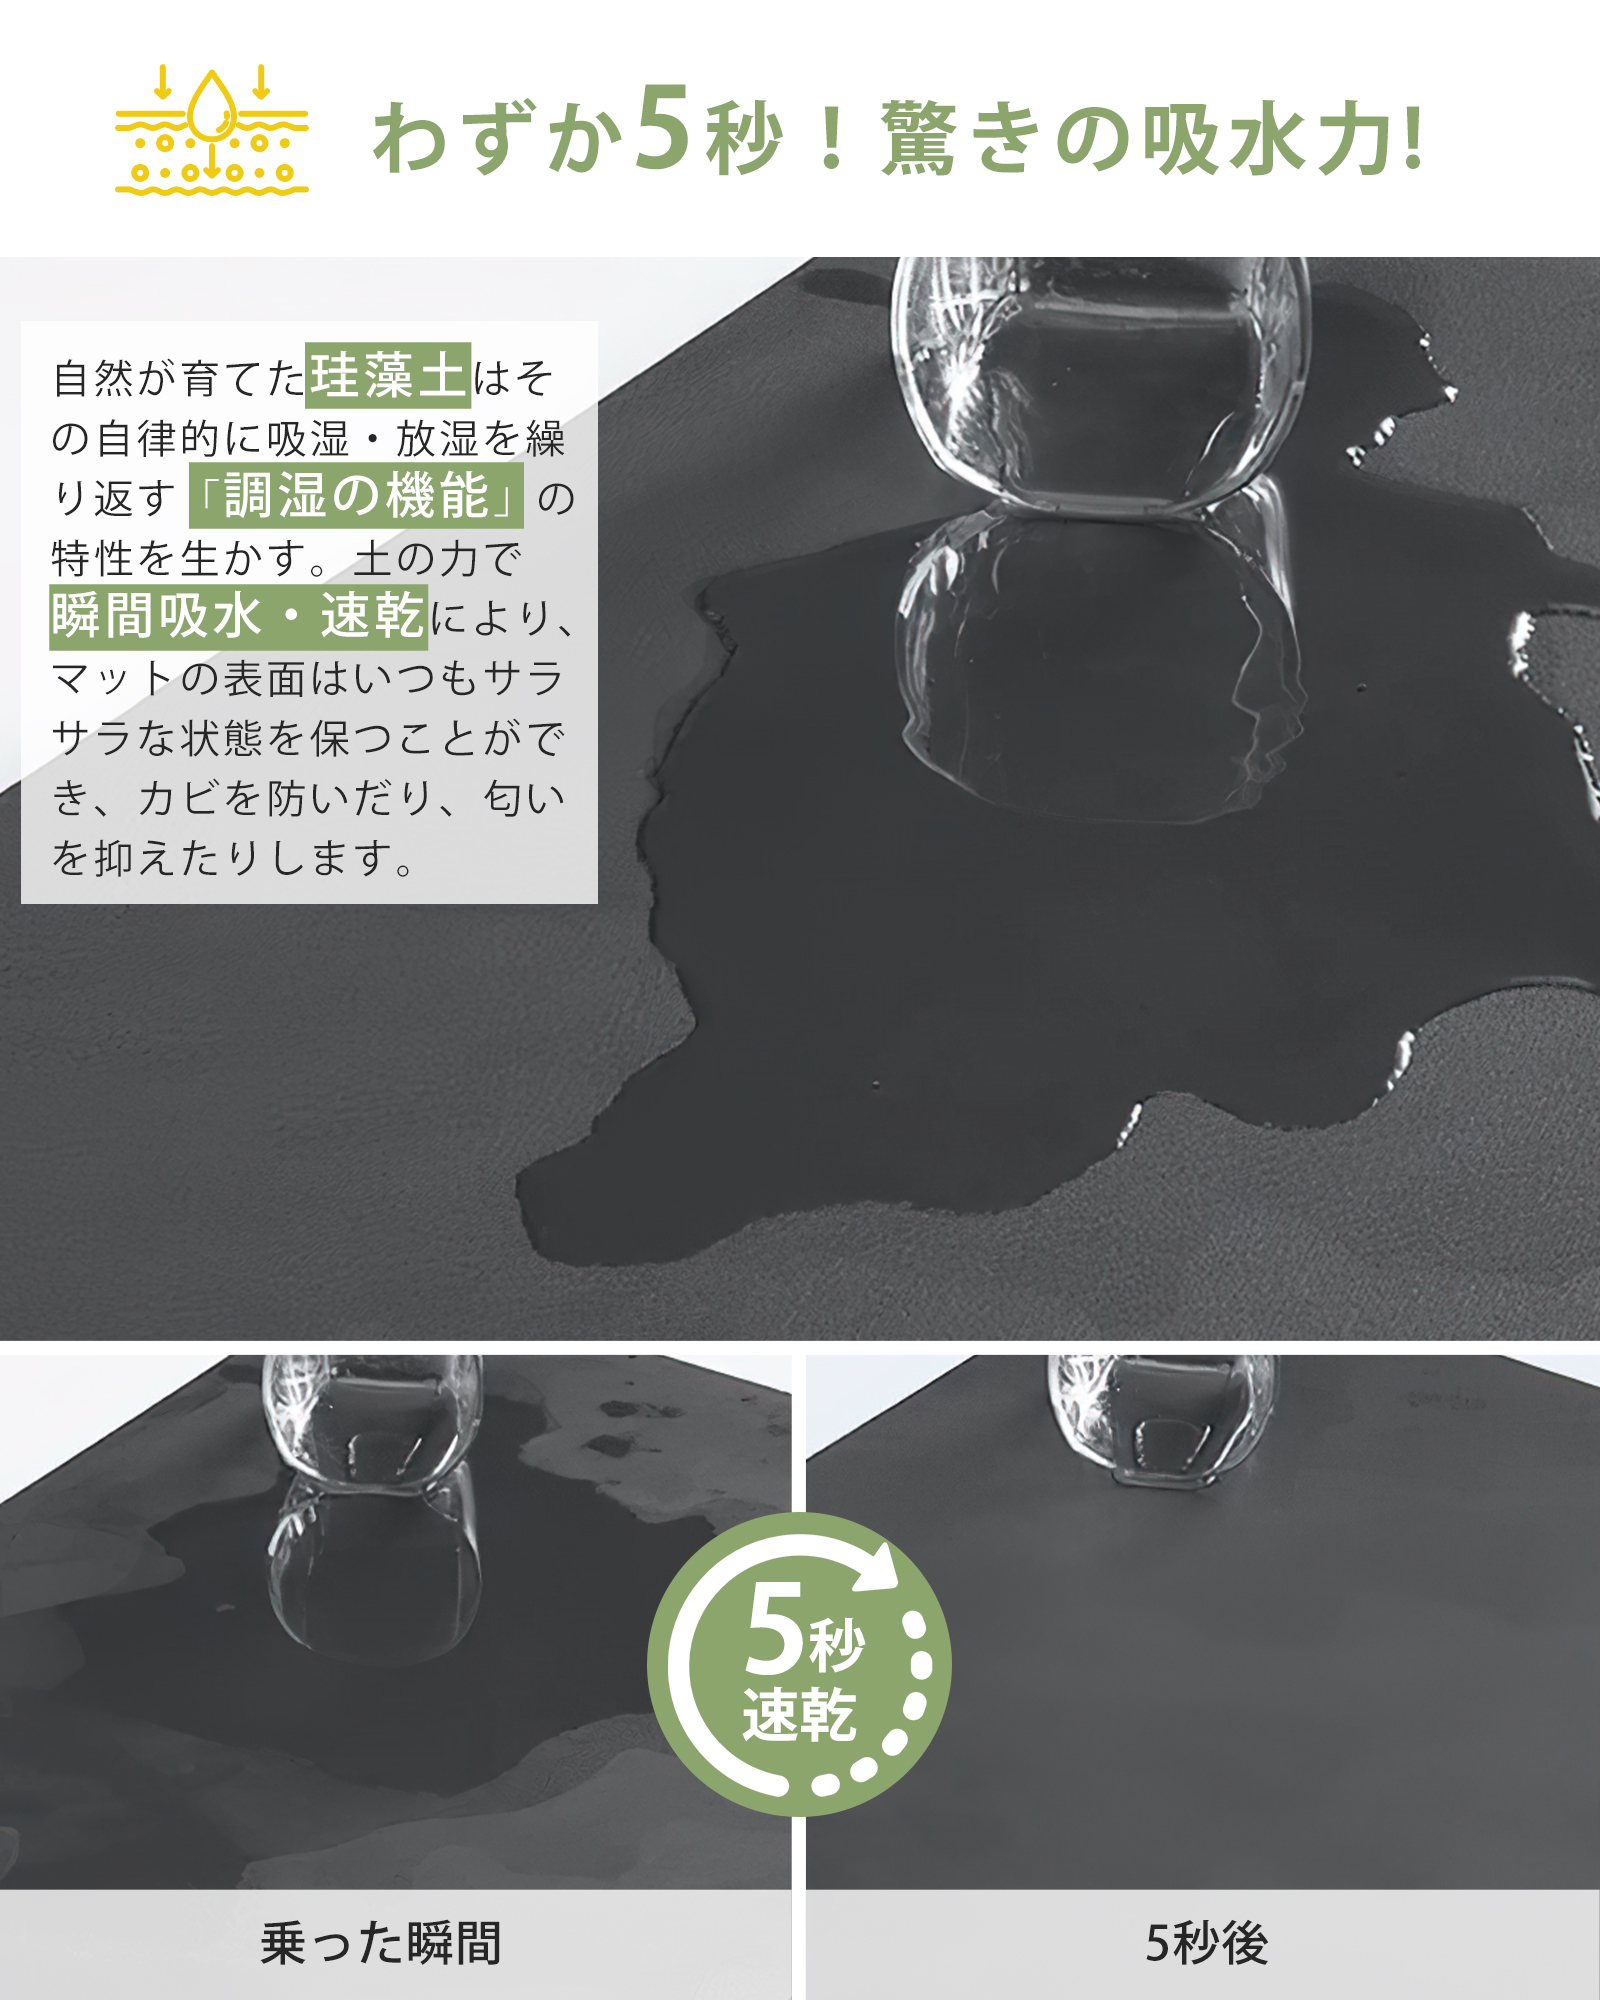 わずか5秒！驚きの吸水力!
自然が育てた珪藻土はそ
の自律的に吸湿・放湿を繰
り返す「調湿の機能」の
特性を生かす。土の力で
瞬間吸水・速乾により、
マットの表面はいつもサラ
サラな状態を保つことがで
き、カビを防いだり、匂い
を抑えたりします。
5秒
速乾
乗った瞬間
5秒後